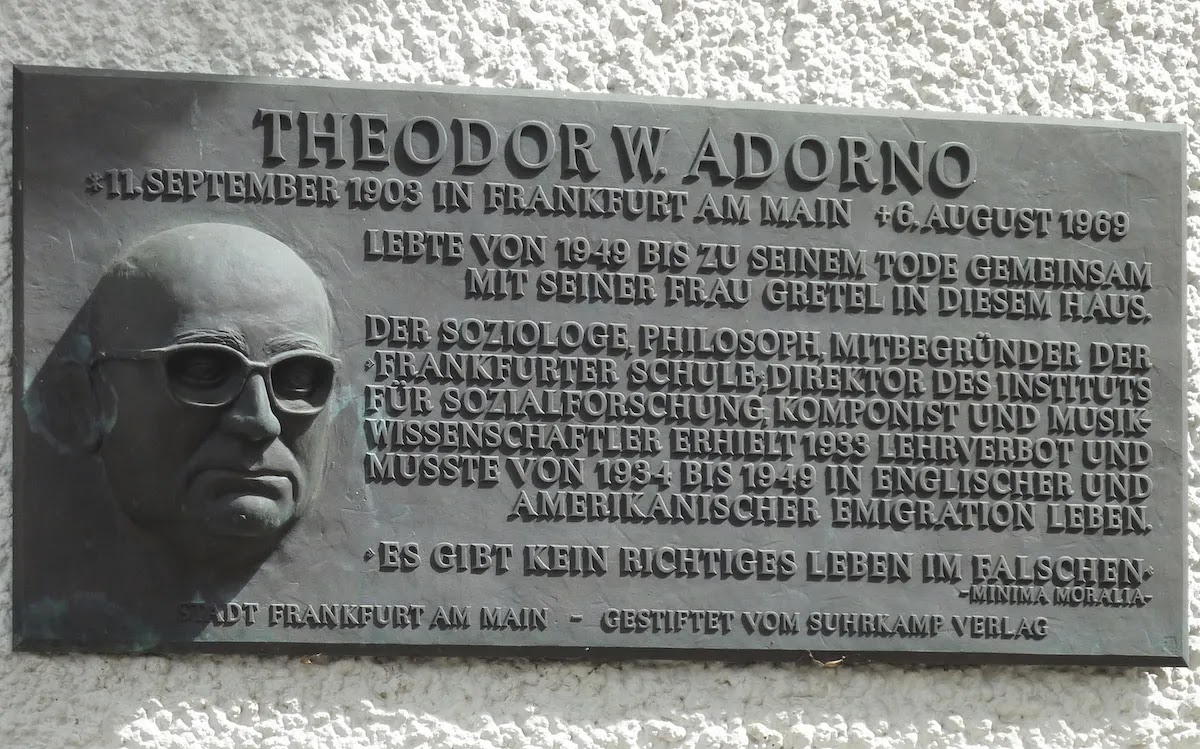 THEODOR W. ADORNO
*11. SEPTEMBER 1903 IN FRANKFURT AM MAIN +6. AUGUST 1969
LEBTE VON 1949 BIS ZU SEINEM TODE GEMEINSAM
MIT SEINER FRAU GRETEL IN DIESEM HAUS.
DER SOZIOLOGE, PHILOSOPH, MITBEGRÜNDER DER
›FRANKFURTER SCHULE‹, DIREKTOR DES INSTITUTS
FÜR SOZIALFORSCHUNG, KOMPONIST UND MUSIK-
WISSENSCHAFTLER ERHIELT 1933 LEHRVERBOT UND
MUSSTE VON 1934 BIS 1949 IN ENGLISCHER UND
AMERIKANISCHER EMIGRATION LEBEN.
›ES GIBT KEIN RICHTIGES LEBEN IM FALSCHEN‹
-MINIMA MORALIA-
STADT FRANKFURT AM MAIN - GESTIFTET VOM SUHRKAMP VERLAG